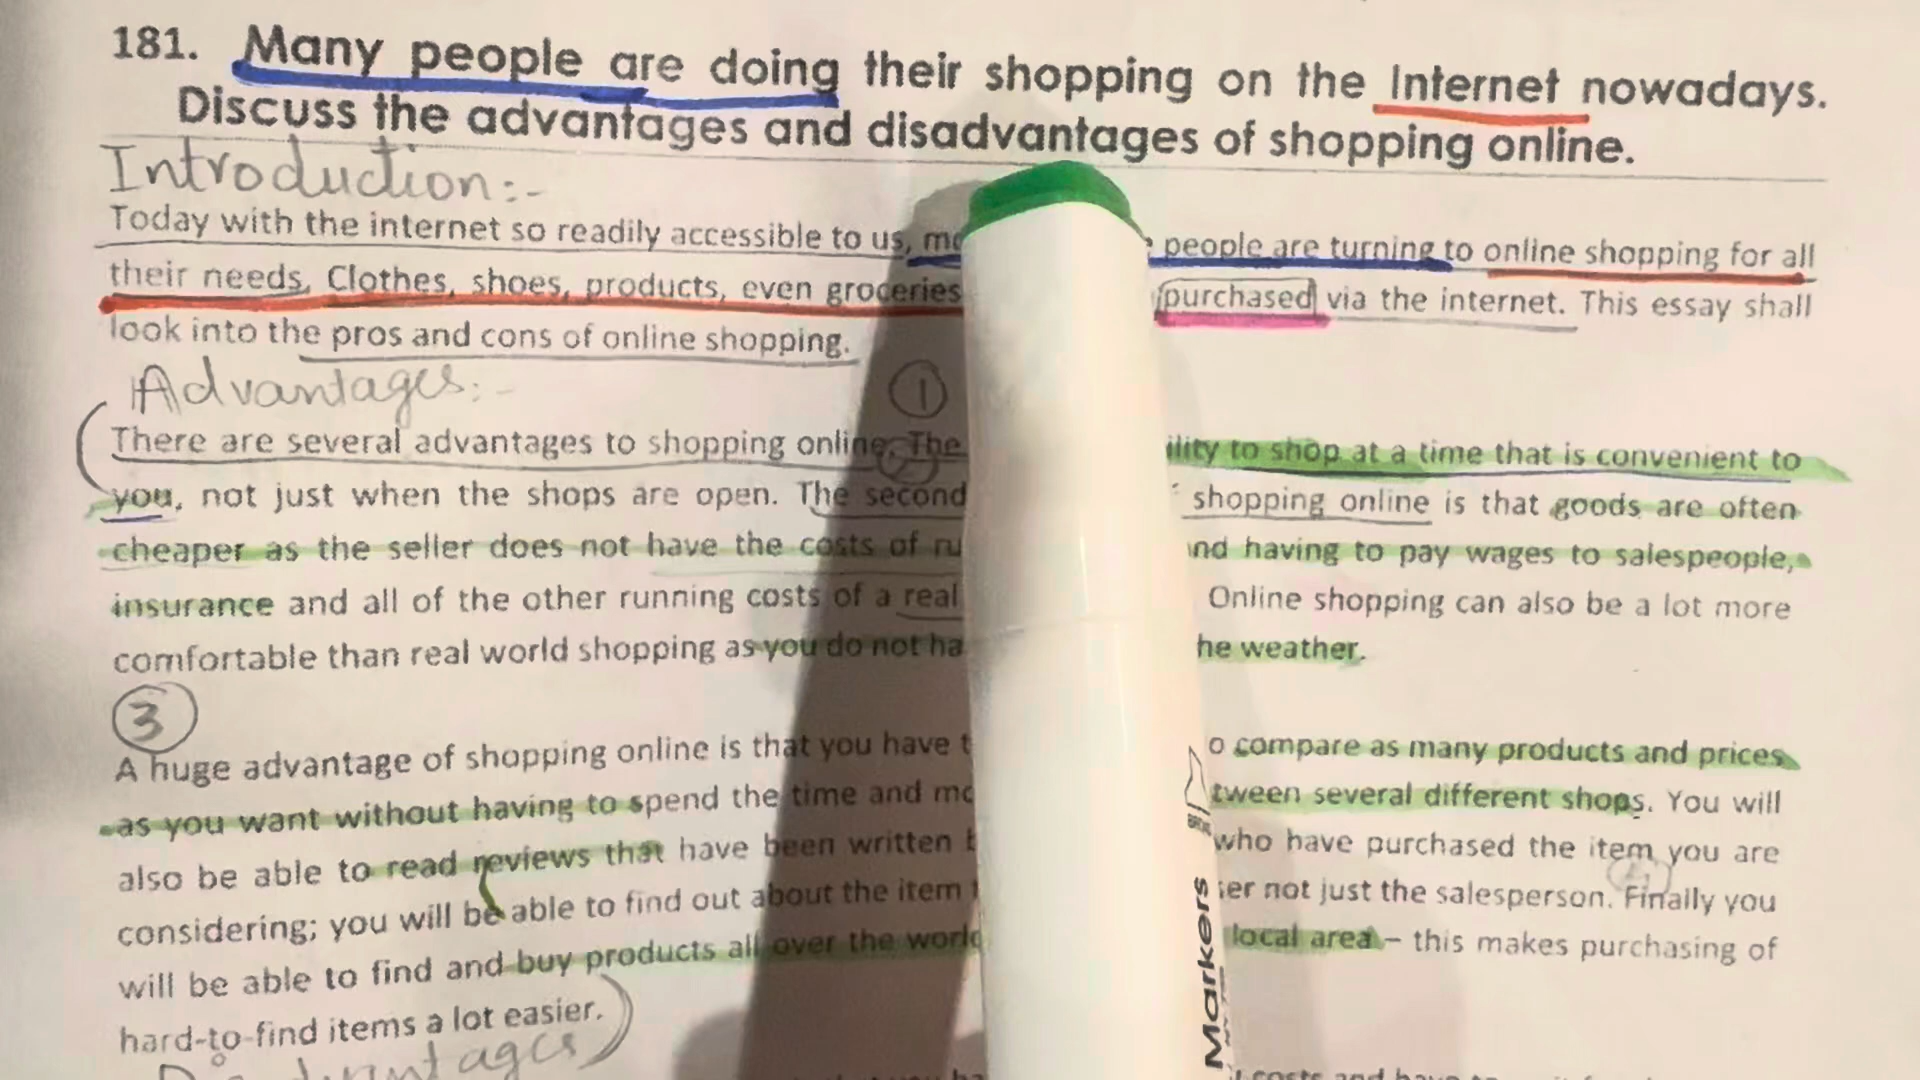 181. Many people are doing their shopping on the Internet nowadays.
Discuss the advantages and disadvantages of shopping online.
Introduction:-
Today with the internet so readily accessible to us, people are turning to online shopping for all
their needs, Clothes, shoes, products, even groceries purchased via the internet. This essay shall
look into the pros and cons of online shopping.
Advantages:-
1
There are several advantages to shopping online. The to shop at a time that is convenient to
you, not just when the shops are open. The second shopping online is that goods are often
cheaper as the seller does not have the costs of having to pay wages to salespeople,
insurance and all of the other running costs of a real Online shopping can also be a lot more
comfortable than real world shopping as you do not weather.
3
A huge advantage of shopping online is that you have compare as many products and prices
as you want without having to spend the time and several different shops. You will
also be able to read reviews that have been written who have purchased the item you are
4
considering; you will be able to find out about the item not just the salesperson. Finally you
will be able to find and buy products all over the local area – this makes purchasing of
hard-to-find items a lot easier.
Markers
costs and have